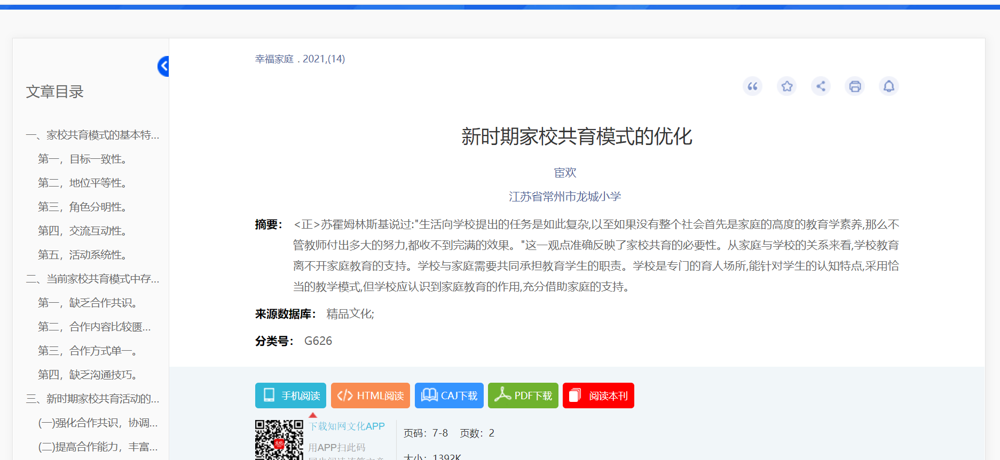 幸福家庭 . 2021,(14)
文章目录
一、家校共育模式的基本特...
第一，目标一致性。
第二，地位平等性。
第三，角色分明性。
第四，交流互动性。
第五，活动系统性。
二、当前家校共育模式中存...
第一，缺乏合作共识。
第二，合作内容比较匮...
第三，合作方式单一。
第四，缺乏沟通技巧。
三、新时期家校共育活动的...
(一)强化合作共识，协调...
(二)提高合作能力，丰富...
新时期家校共育模式的优化
宦欢
江苏省常州市龙城小学
摘要： <正>苏霍姆林斯基说过:"生活向学校提出的任务是如此复杂,以至如果没有整个社会首先是家庭的高度的教育学素养,那么不
管教师付出多大的努力,都收不到完满的效果。"这一观点准确反映了家校共育的必要性。从家庭与学校的关系来看,学校教育
离不开家庭教育的支持。学校与家庭需要共同承担教育学生的职责。学校是专门的育人场所,能针对学生的认知特点,采用恰
当的教学模式,但学校应认识到家庭教育的作用,充分借助家庭的支持。
来源数据库： 精品文化;
分类号： G626
手机阅读 HTML阅读 CAJ下载 PDF下载 阅读本刊
下载知网文化APP
用APP扫此码
页码：7-8 页数：2
大小：1392K